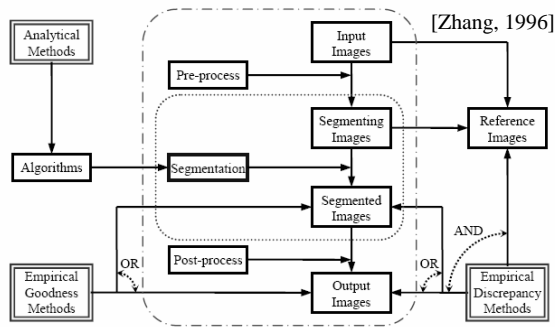 [Zhang, 1996]
Analytical
Methods
Input
Images
Pre-process
Segmenting
Images
Reference
Images
Algorithms
Segmentation
Segmented
Images
AND
Post-process
OR
OR
Empirical
Goodness
Methods
Output
Images
Empirical
Discrepancy
Methods